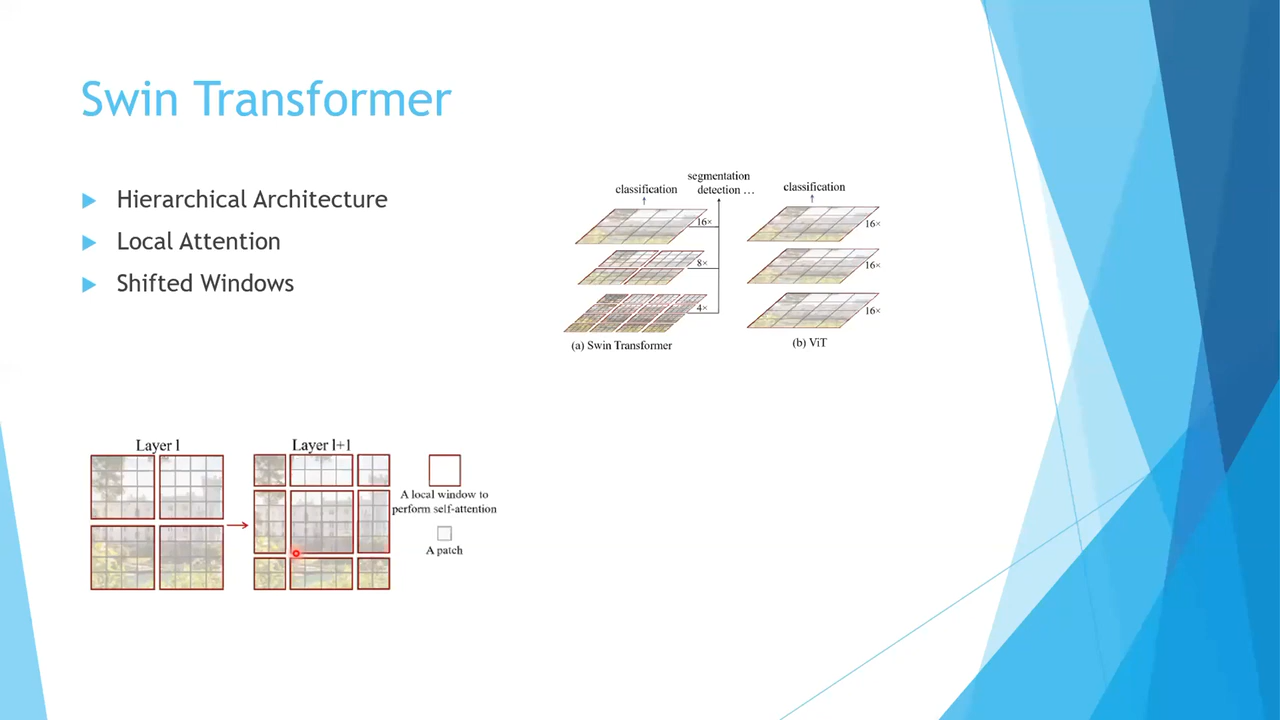 Swin Transformer
Hierarchical Architecture
Local Attention
Shifted Windows
segmentation
classification
detection ...
classification
16×
8×
4×
16×
16×
16×
(a) Swin Transformer
(b) ViT
Layer l
Layer l+1
A local window to
perform self-attention
A patch